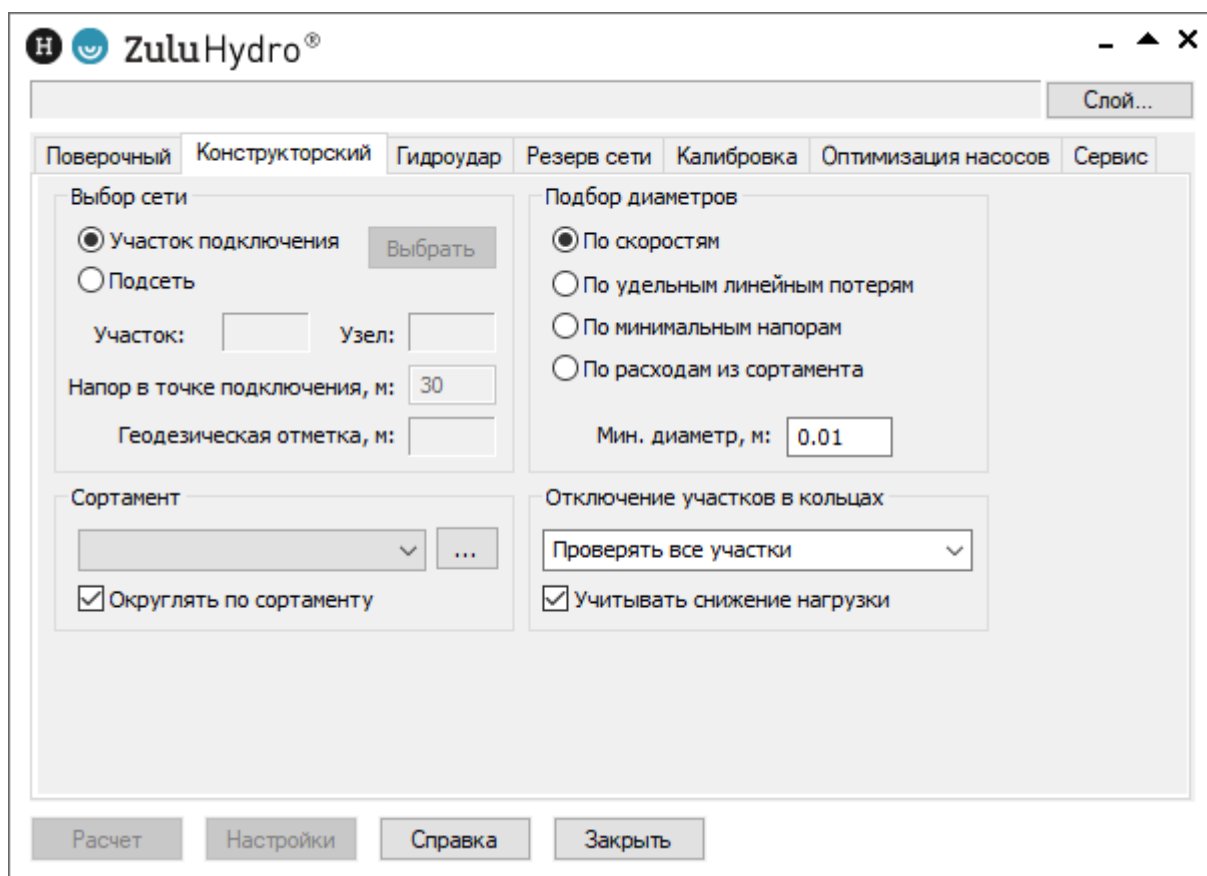 H ZuluHydro®
Слой...
Поверочный Конструкторский Гидроудар Резерв сети Калибровка Оптимизация насосов Сервис
Выбор сети
Участок подключения
Выбрать
Подсеть
Участок: Узел:
Напор в точке подключения, м: 30
Геодезическая отметка, м:
Подбор диаметров
По скоростям
По удельным линейным потерям
По минимальным напорам
По расходам из сортамента
Мин. диаметр, м: 0.01
Сортамент
...
Округлять по сортаменту
Отключение участков в кольцах
Проверять все участки
Учитывать снижение нагрузки
Расчет Настройки Справка Закрыть